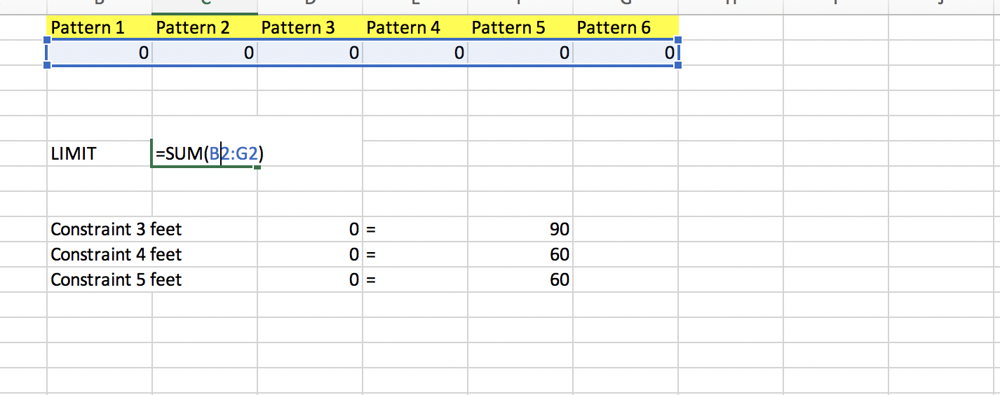 B C D E F G H I J
Pattern 1 Pattern 2 Pattern 3 Pattern 4 Pattern 5 Pattern 6
0 0 0 0 0 0
LIMIT =SUM(B2:G2)
Constraint 3 feet 0 = 90
Constraint 4 feet 0 = 60
Constraint 5 feet 0 = 60